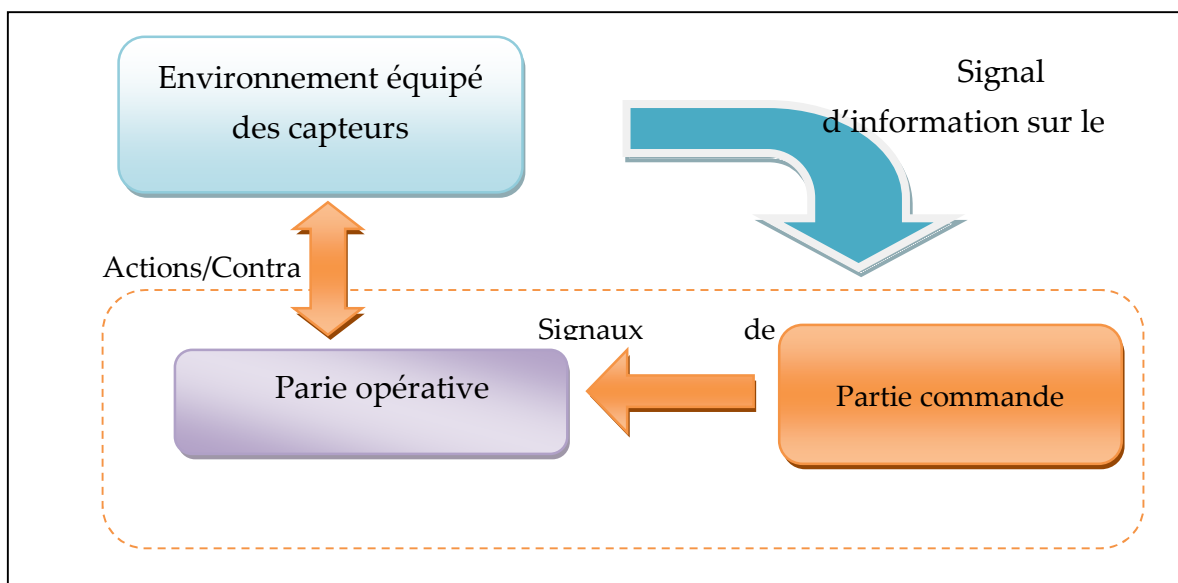 Environnement équipé
des capteurs
Signal
d’information sur le
Actions/Contra
Signaux de
Parie opérative
Partie commande